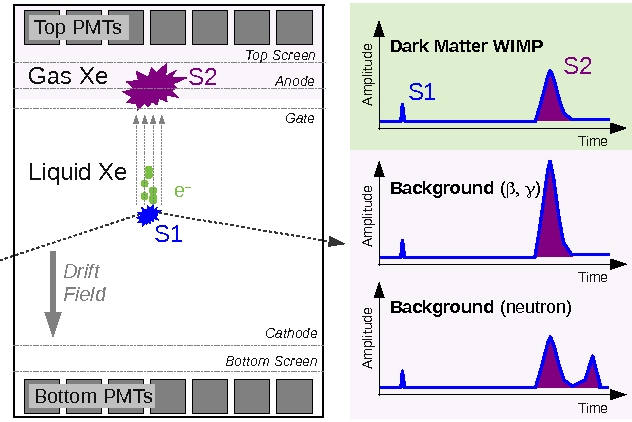 Top PMTs
Top Screen
Gas Xe
S2
Anode
Gate
Liquid Xe
e⁻
S1
Drift
Field
Cathode
Bottom Screen
Bottom PMTs
Amplitude
Dark Matter WIMP
S1
S2
Time
Amplitude
Background (β, γ)
Time
Amplitude
Background (neutron)
Time